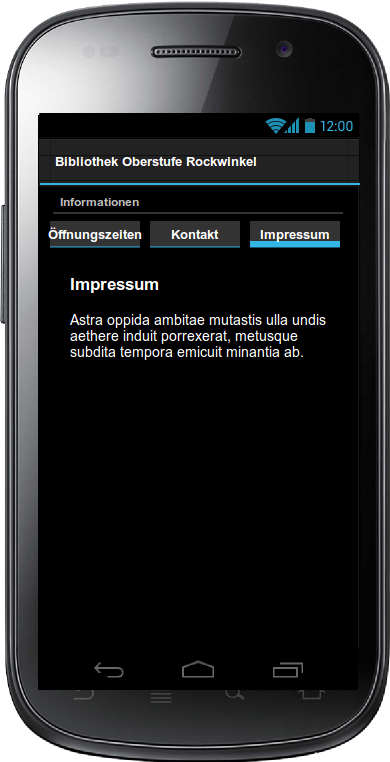 12:00
Bibliothek Oberstufe Rockwinkel
Informationen
Öffnungszeiten Kontakt Impressum
Impressum
Astra oppida ambitae mutastis ulla undis
aethere induit porrexerat, metusque
subdita tempora emicuit minantia ab.